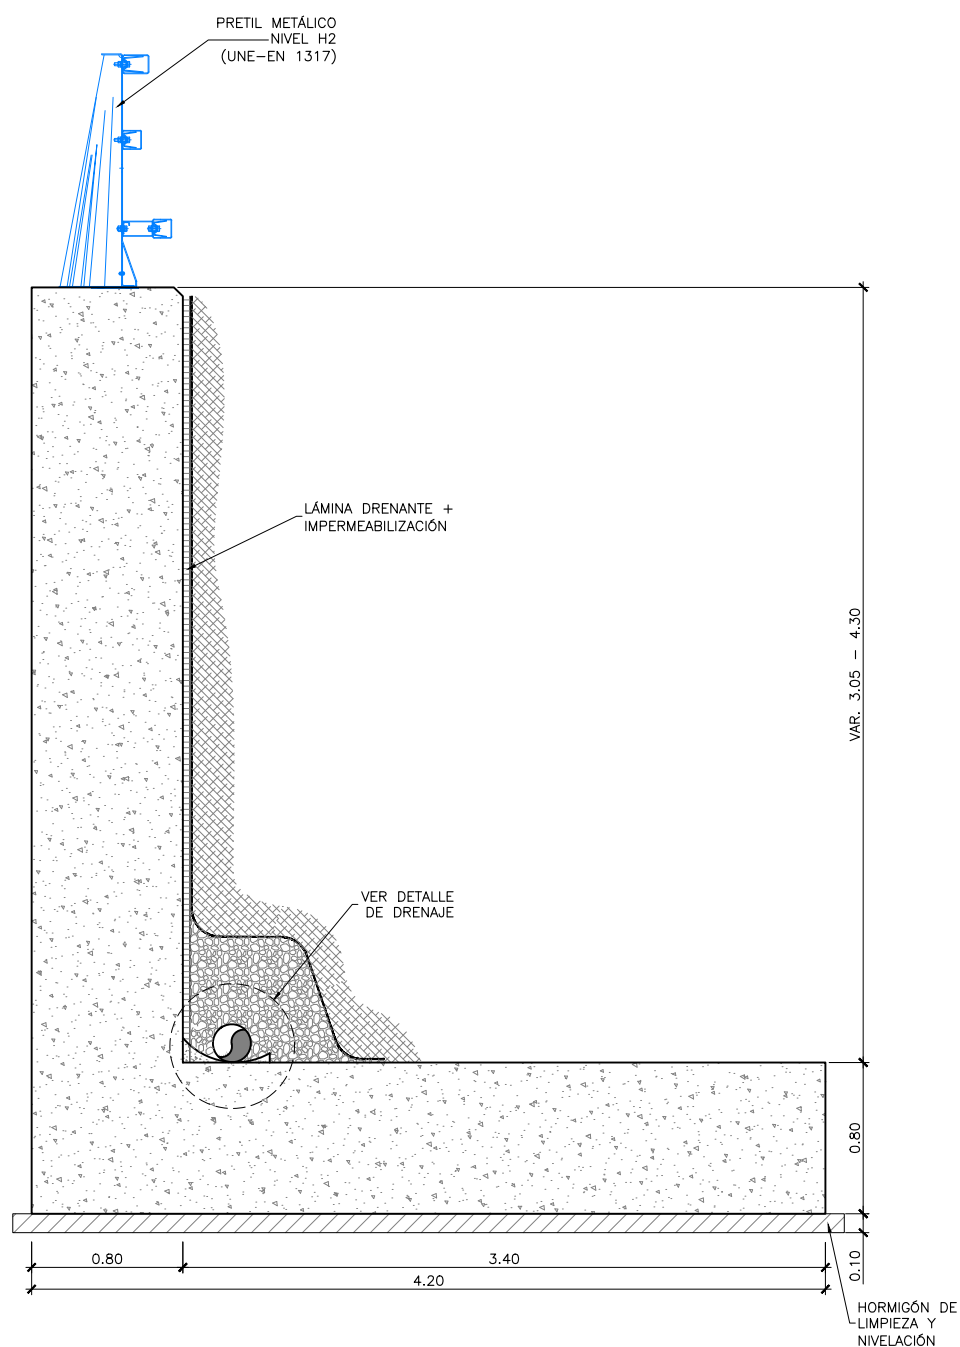 PRETIL METÁLICO
NIVEL H2
(UNE-EN 1317)
LÁMINA DRENANTE +
IMPERMEABILIZACIÓN
VAR. 3.05 - 4.30
VER DETALLE
DE DRENAJE
0.80
0.10
0.80
3.40
4.20
HORMIGÓN DE
LIMPIEZA Y
NIVELACIÓN